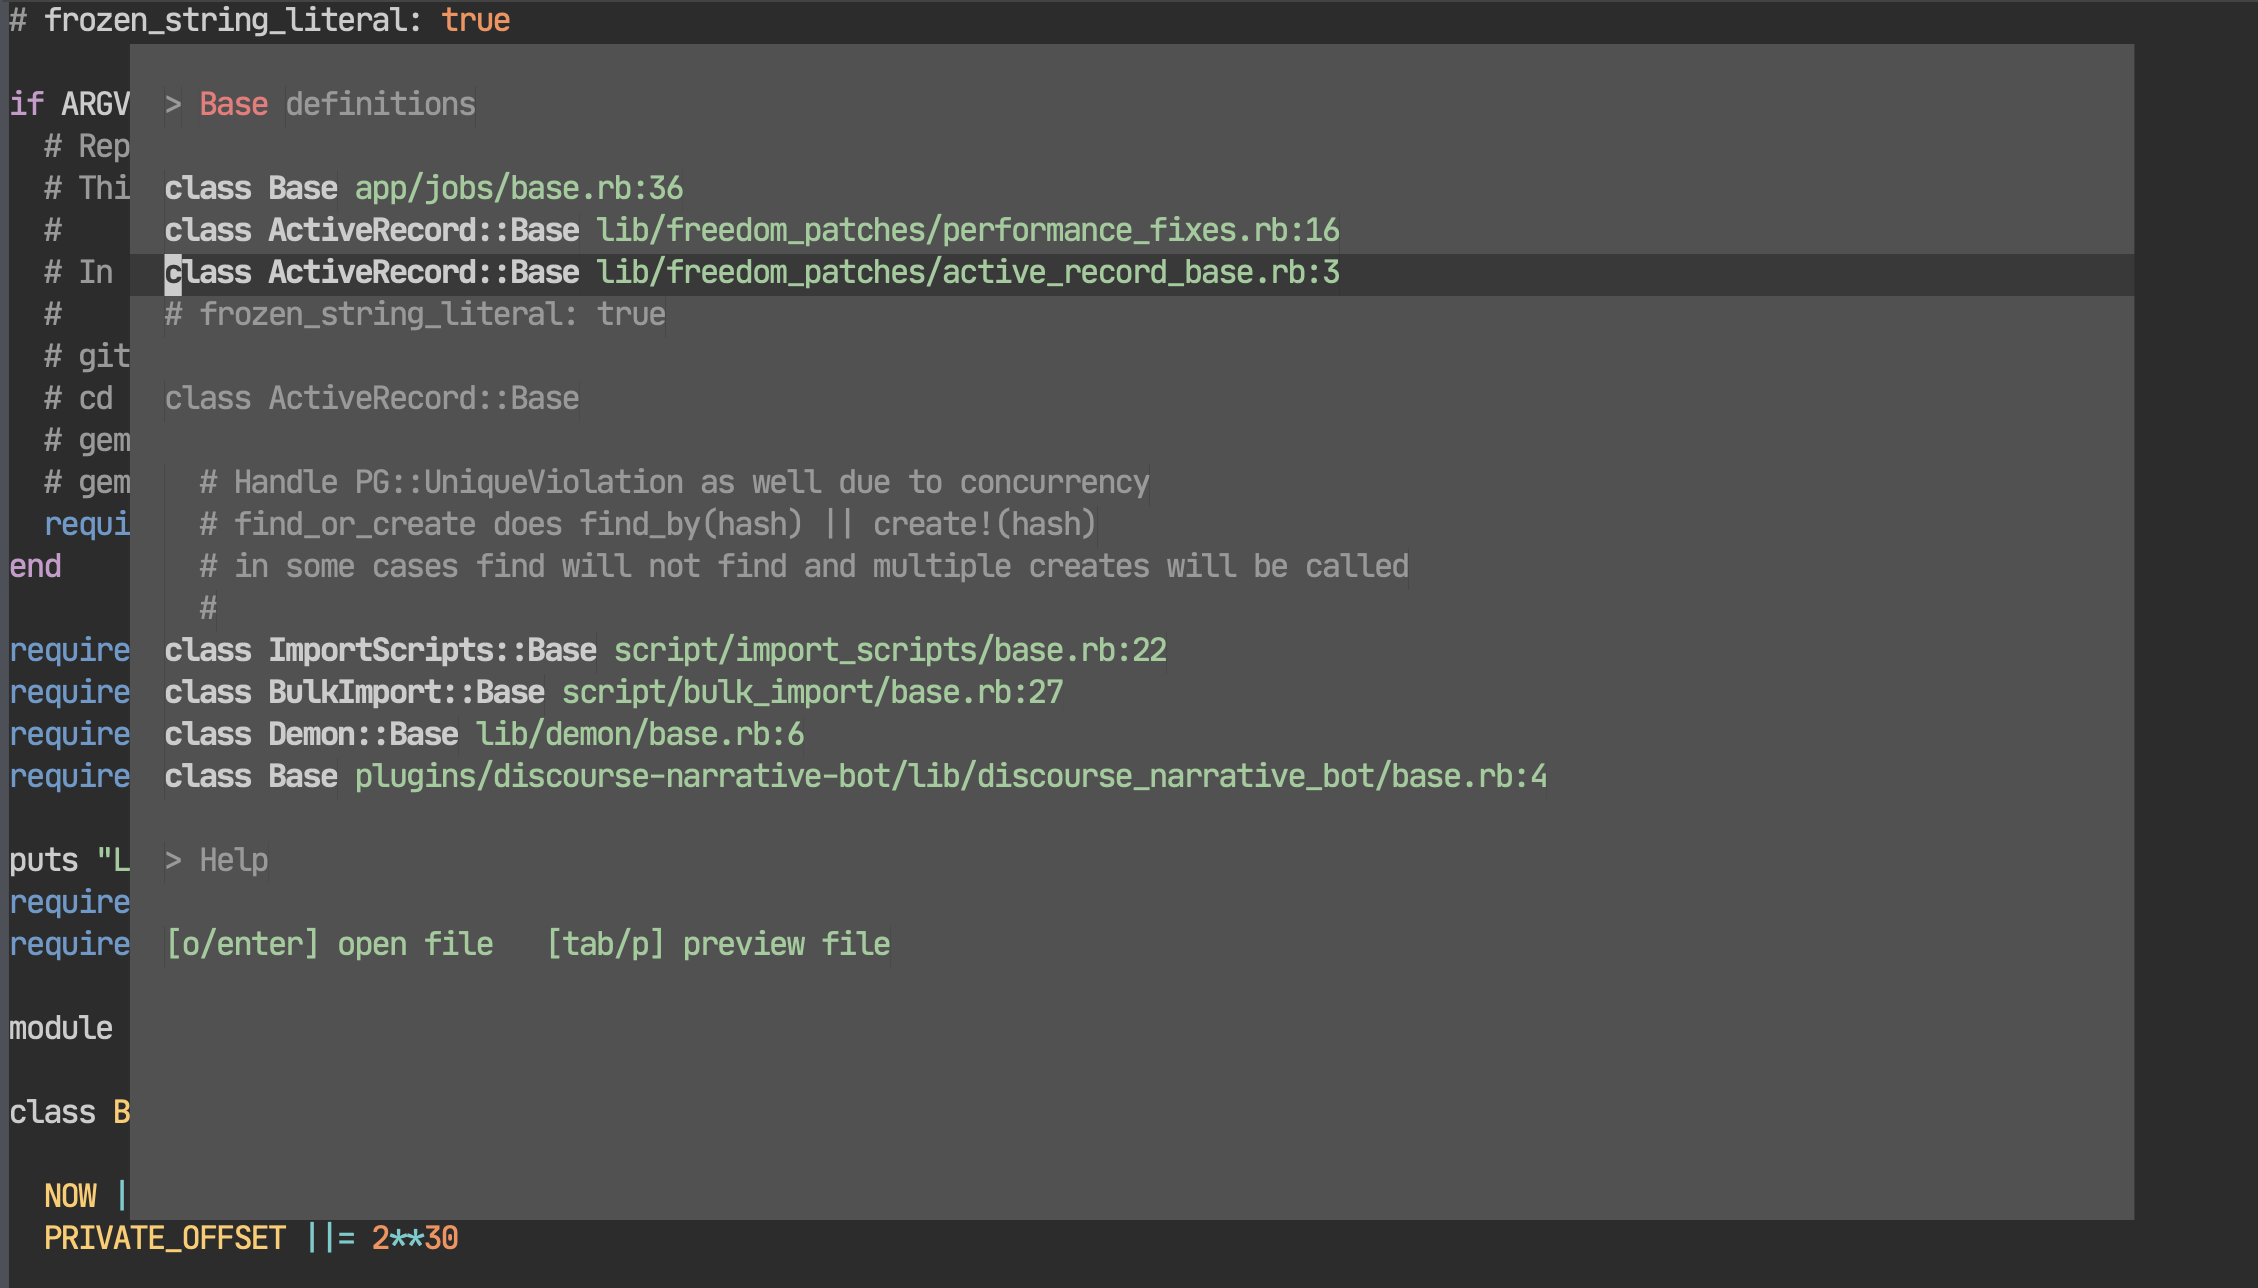 # frozen_string_literal: true
if ARGV
> Base definitions
# Rep
# Thi
class Base app/jobs/base.rb:36
#
class ActiveRecord::Base lib/freedom_patches/performance_fixes.rb:16
# In
class ActiveRecord::Base lib/freedom_patches/active_record_base.rb:3
#
# frozen_string_literal: true
# git
# cd
class ActiveRecord::Base
# gem
# gem
# Handle PG::UniqueViolation as well due to concurrency
requi
# find_or_create does find_by(hash) || create!(hash)
end
# in some cases find will not find and multiple creates will be called
#
require
class ImportScripts::Base script/import_scripts/base.rb:22
require
class BulkImport::Base script/bulk_import/base.rb:27
require
class Demon::Base lib/demon/base.rb:6
require
class Base plugins/discourse-narrative-bot/lib/discourse_narrative_bot/base.rb:4
puts "L
> Help
require
require
[o/enter] open file   [tab/p] preview file
module
class B
NOW |
PRIVATE_OFFSET ||= 2**30